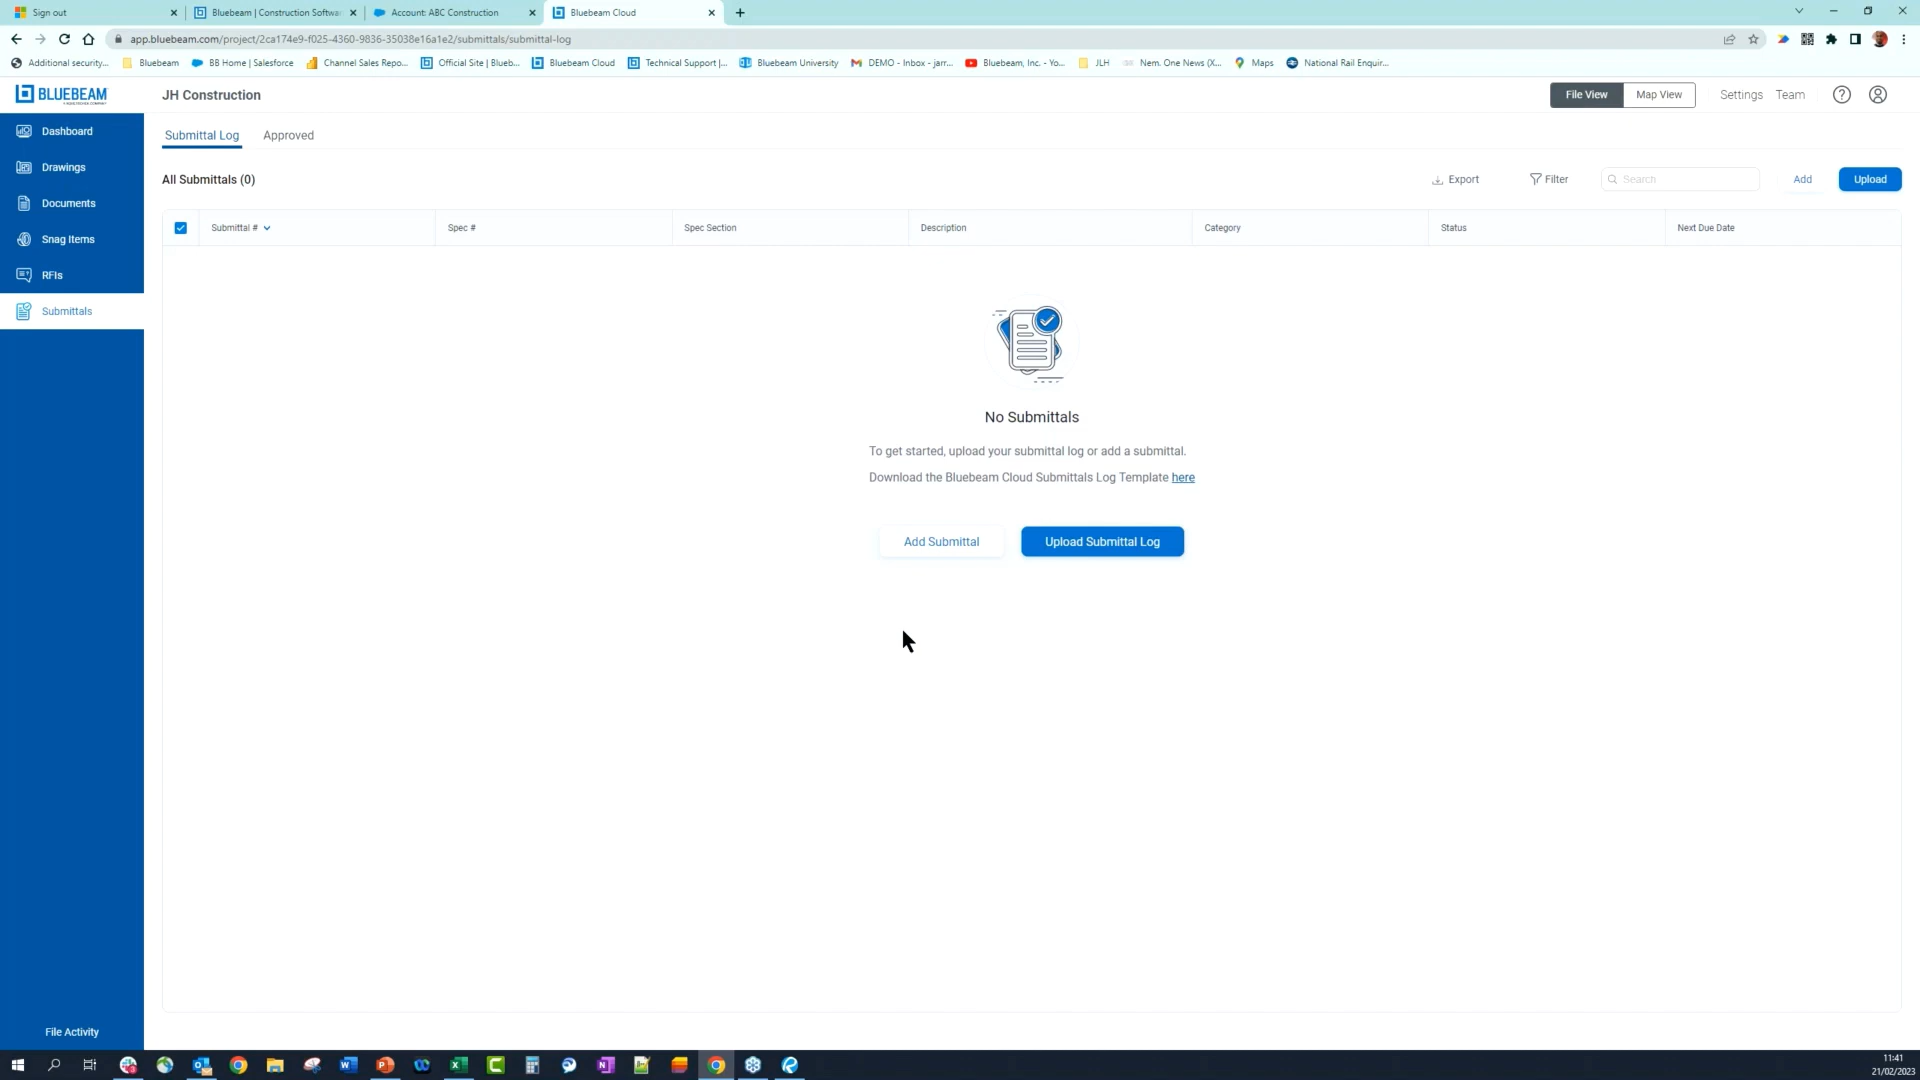 Sign out
Bluebeam | Construction Softwar
Account: ABC Construction
Bluebeam Cloud
app.bluebeam.com/project/2ca174e9-f025-4360-9836-35038e16a1e2/submittals/submittal-log
Additional security...
Bluebeam
BB Home | Salesforce
Channel Sales Repo...
Official Site | Blueb...
Bluebeam Cloud
Technical Support |...
Bluebeam University
DEMO - Inbox - jarr...
Bluebeam, Inc. - Yo...
JLH
Nem. One News (X...
Maps
National Rail Enquir...
BLUEBEAM
JH Construction
File View
Map View
Settings
Team
Dashboard
Drawings
Documents
Snag Items
RFIs
Submittals
File Activity
Submittal Log
Approved
All Submittals (0)
Export
Filter
Search
Add
Upload
Submittal #
Spec #
Spec Section
Description
Category
Status
Next Due Date
No Submittals
To get started, upload your submittal log or add a submittal.
Download the Bluebeam Cloud Submittals Log Template here
Add Submittal
Upload Submittal Log
11:41
21/02/2023